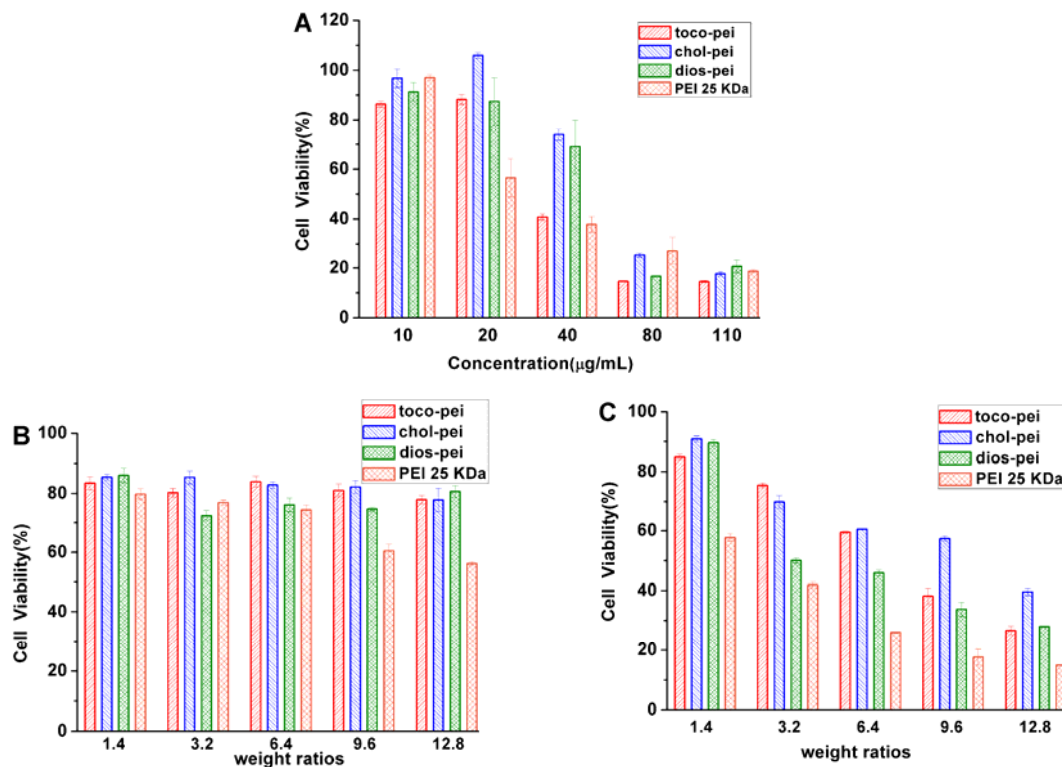 A
toco-pei
chol-pei
dios-pei
PEI 25 KDa
Cell Viability(%)
120
100
80
60
40
20
0
10 20 40 80 110
Concentration(µg/mL)
B
toco-pei
chol-pei
dios-pei
PEI 25 KDa
Cell Viability(%)
100
80
60
40
20
0
1.4 3.2 6.4 9.6 12.8
weight ratios
C
toco-pei
chol-pei
dios-pei
PEI 25 KDa
Cell Viability(%)
100
80
60
40
20
0
1.4 3.2 6.4 9.6 12.8
weight ratios